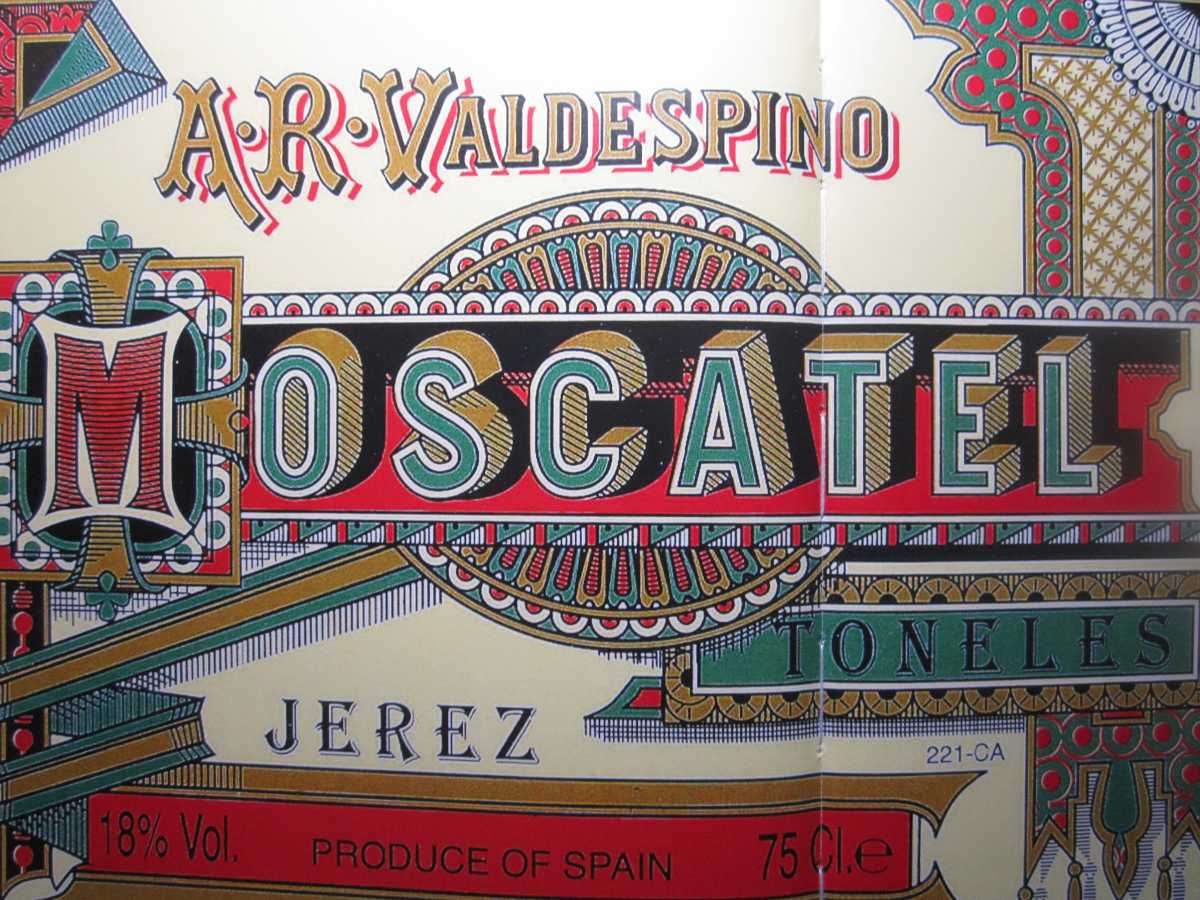 A·R·VALDESPINO
MOSCATEL
TONELES
JEREZ
221-CA
18% Vol. PRODUCE OF SPAIN 75 Cl.e